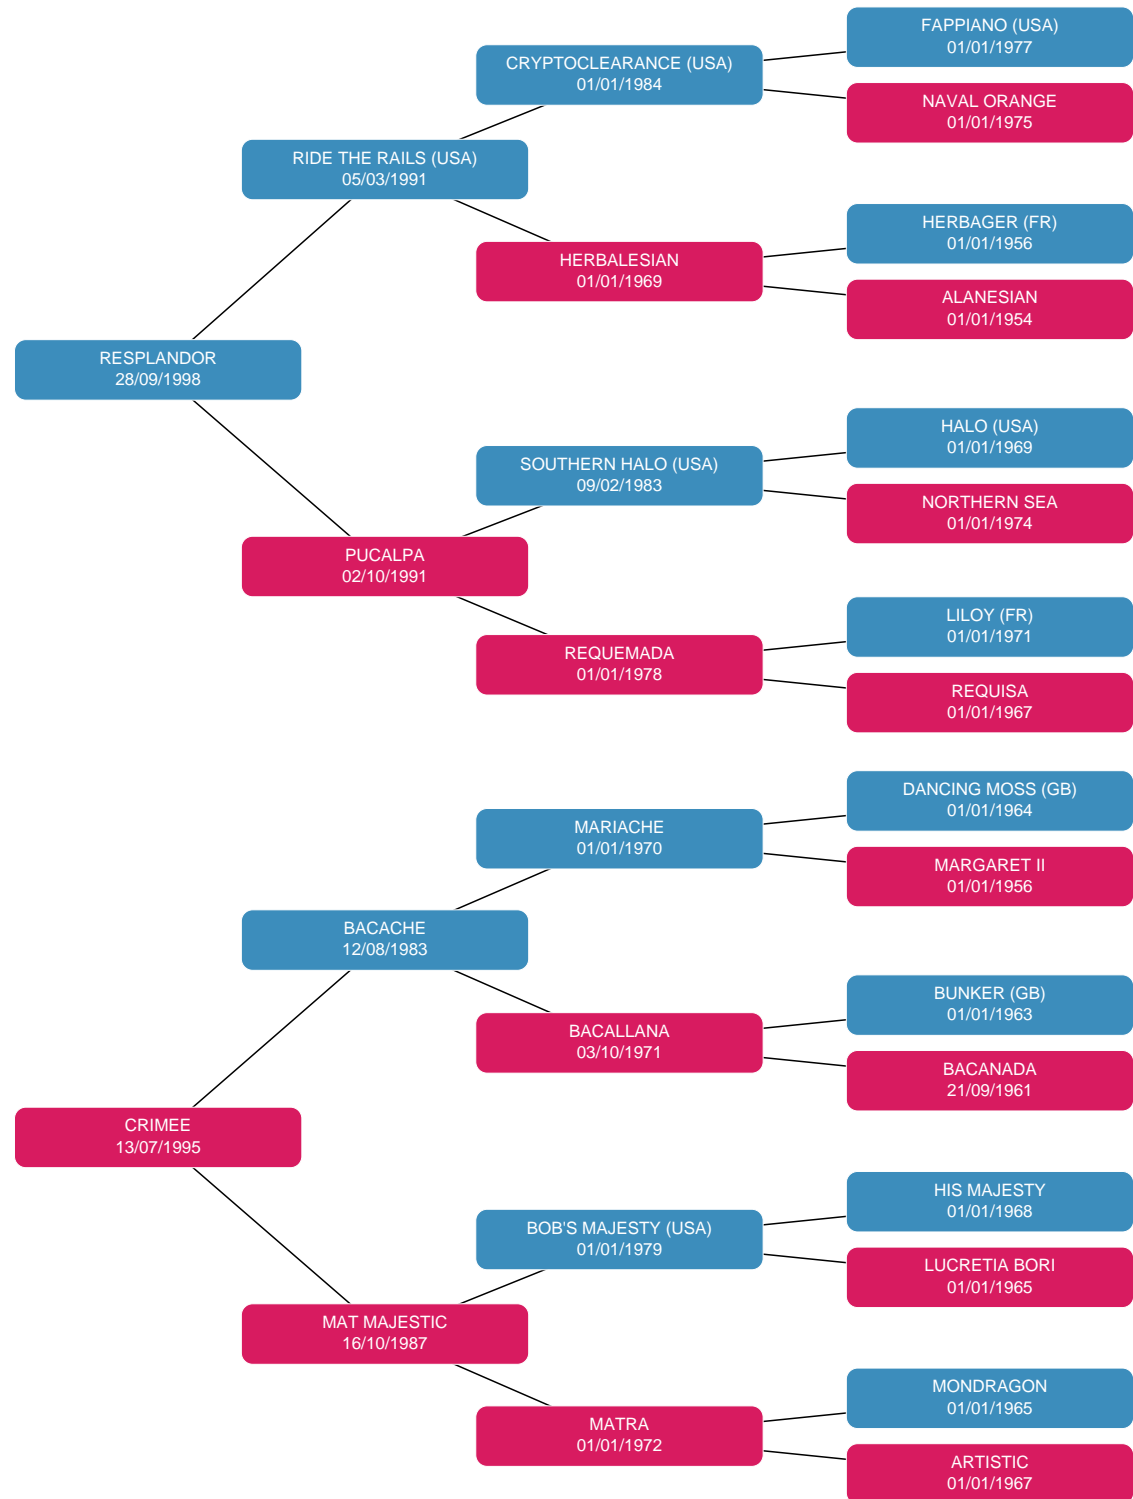 FAPPIANO (USA)
01/01/1977
CRYPTOCLEARANCE (USA)
01/01/1984
NAVAL ORANGE
01/01/1975
RIDE THE RAILS (USA)
05/03/1991
HERBAGER (FR)
01/01/1956
HERBALESIAN
01/01/1969
ALANESIAN
01/01/1954
RESPLANDOR
28/09/1998
HALO (USA)
01/01/1969
SOUTHERN HALO (USA)
09/02/1983
NORTHERN SEA
01/01/1974
PUCALPA
02/10/1991
LILOY (FR)
01/01/1971
REQUEMADA
01/01/1978
REQUISA
01/01/1967
DANCING MOSS (GB)
01/01/1964
MARIACHE
01/01/1970
MARGARET II
01/01/1956
BACACHE
12/08/1983
BUNKER (GB)
01/01/1963
BACALLANA
03/10/1971
BACANADA
21/09/1961
CRIMEE
13/07/1995
HIS MAJESTY
01/01/1968
BOB'S MAJESTY (USA)
01/01/1979
LUCRETIA BORI
01/01/1965
MAT MAJESTIC
16/10/1987
MONDRAGON
01/01/1965
MATRA
01/01/1972
ARTISTIC
01/01/1967